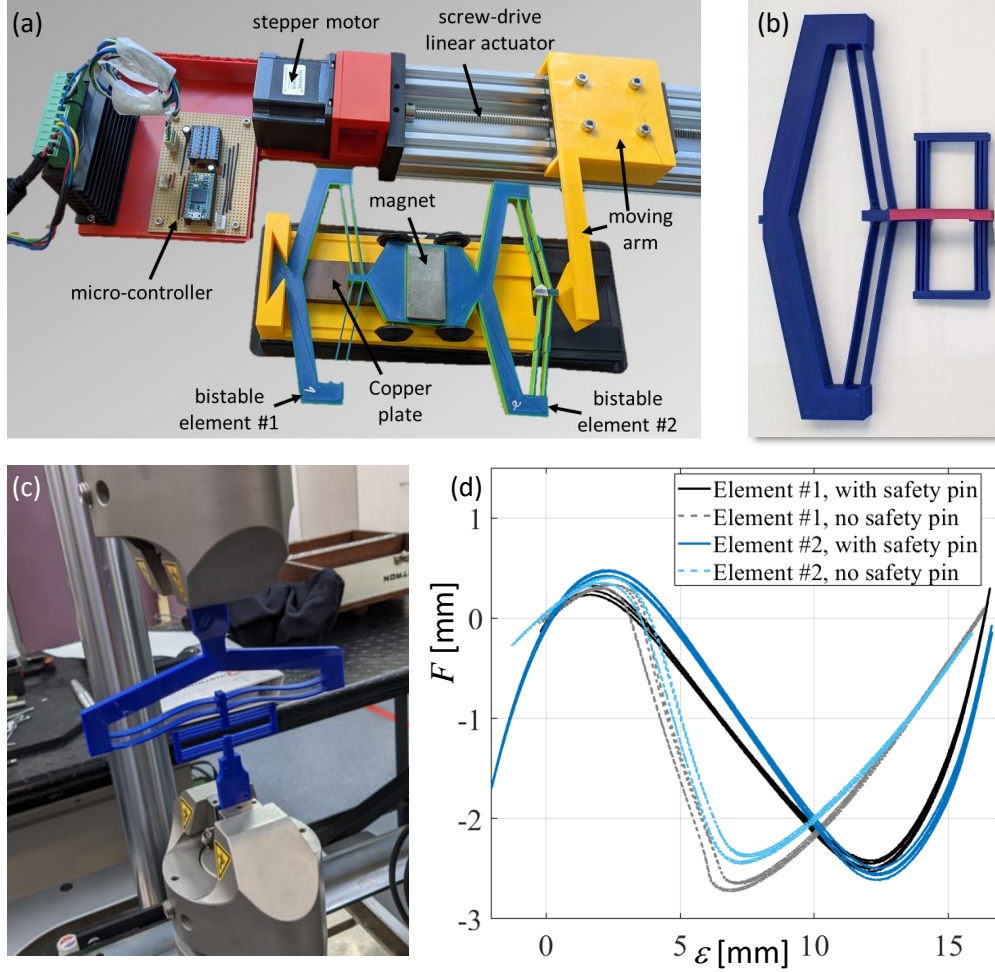 (a)
stepper motor
screw-drive
linear actuator
magnet
moving
arm
micro-controller
Copper
plate
bistable
element #1
bistable
element #2
1
2
(b)
(c)
(d)
Element #1, with safety pin
Element #1, no safety pin
Element #2, with safety pin
Element #2, no safety pin
F [mm]
1
0
-1
-2
-3
0
5
10
15
ε [mm]